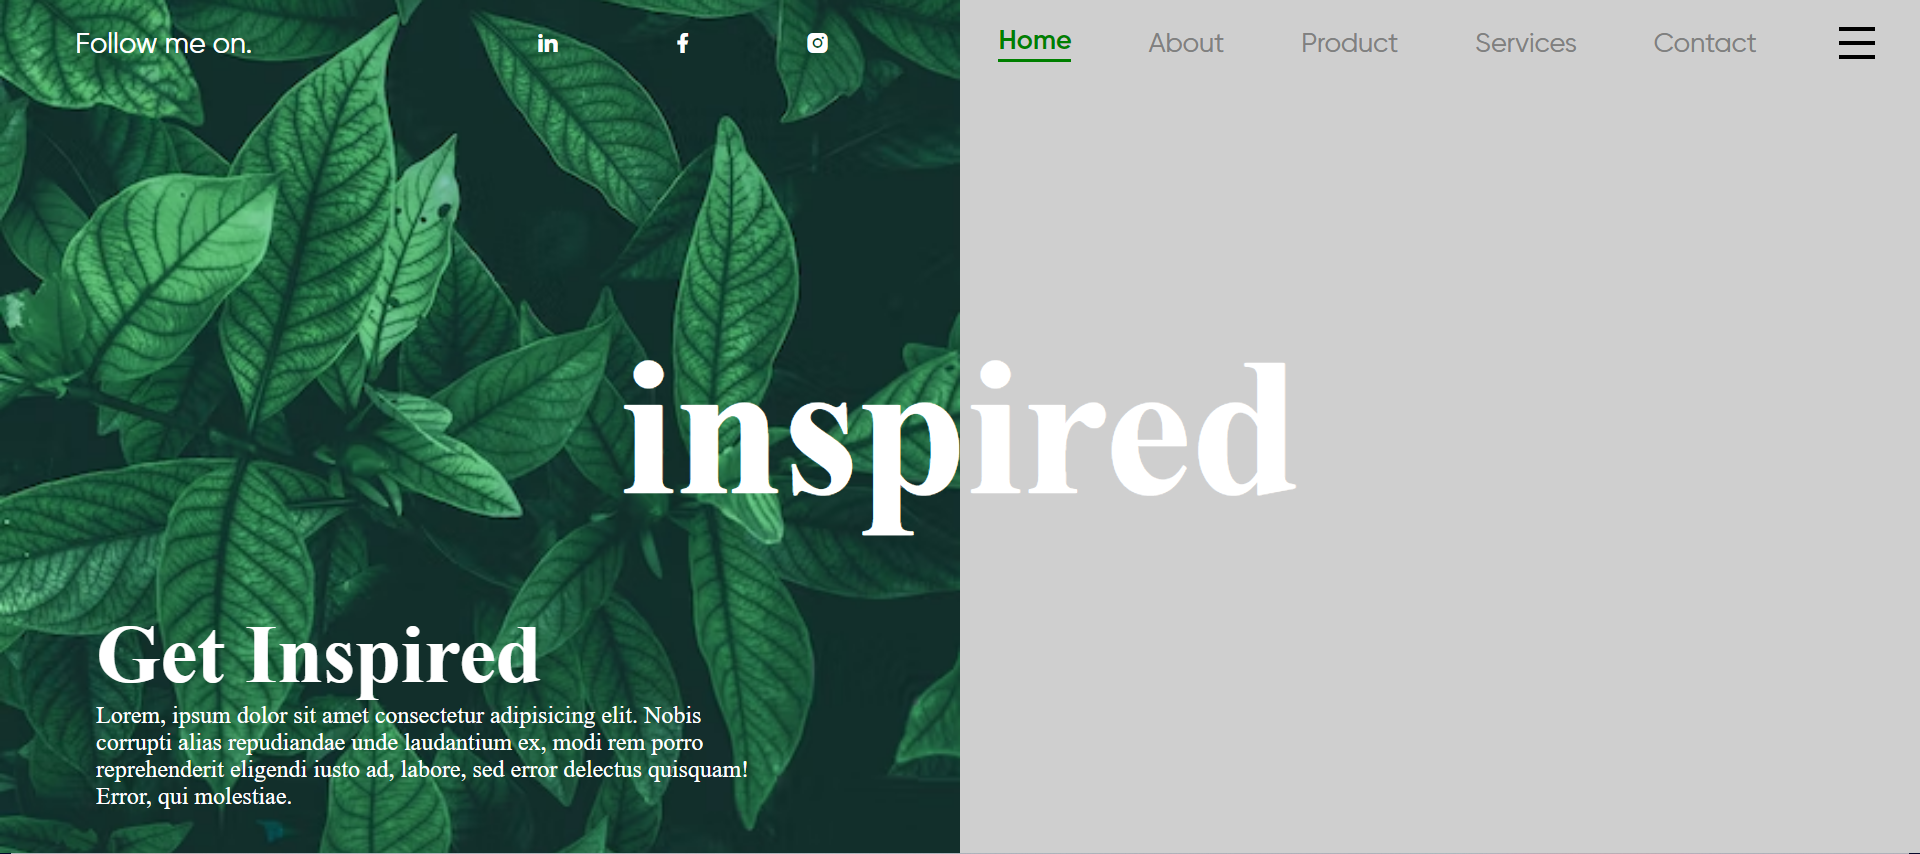 Follow me on.
Home About Product Services Contact
inspired
Get Inspired
Lorem, ipsum dolor sit amet consectetur adipisicing elit. Nobis
corrupti alias repudiandae unde laudantium ex, modi rem porro
reprehenderit eligendi iusto ad, labore, sed error delectus quisquam!
Error, qui molestiae.